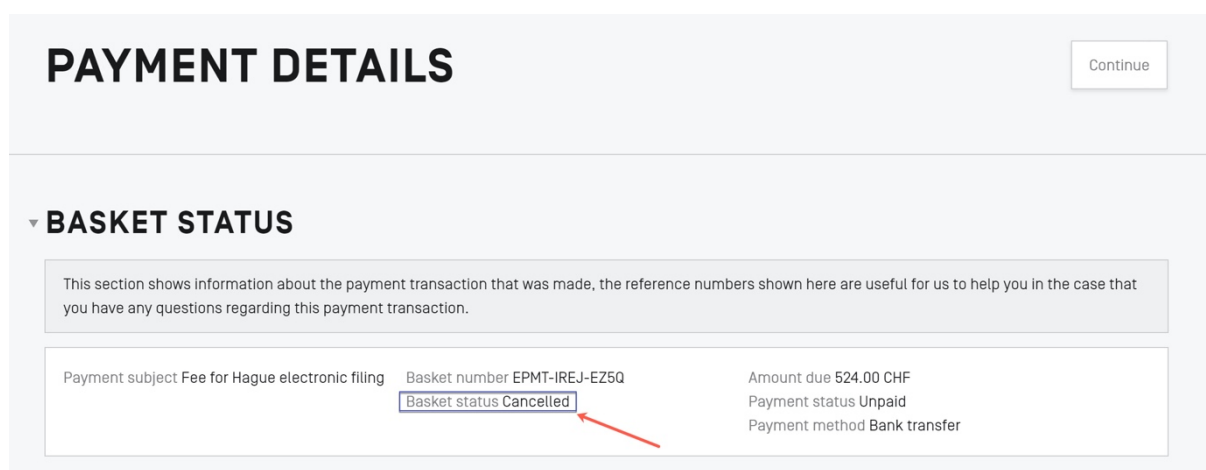 PAYMENT DETAILS
Continue
BASKET STATUS
This section shows information about the payment transaction that was made, the reference numbers shown here are useful for us to help you in the case that
you have any questions regarding this payment transaction.
Payment subject Fee for Hague electronic filing
Basket number EPMT-IREJ-EZ5Q
Basket status Cancelled
Amount due 524.00 CHF
Payment status Unpaid
Payment method Bank transfer